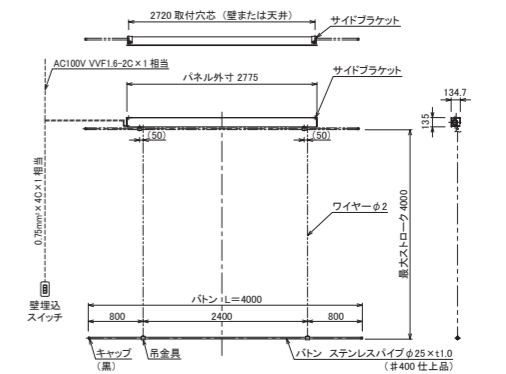 2720 取付穴芯（壁または天井）
サイドブラケット
AC100V VVF1.6-2C×1 相当
パネル外寸 2775
サイドブラケット
134.7
135
(50)
(50)
0.75mm²×4C×1 相当
ワイヤーφ2
最大ストローク 4000
壁埋込
スイッチ
バトン L=4000
800
2400
800
キャップ
（黒）
吊金具
バトン ステンレスパイプφ25×t1.0
（♯400 仕上品）